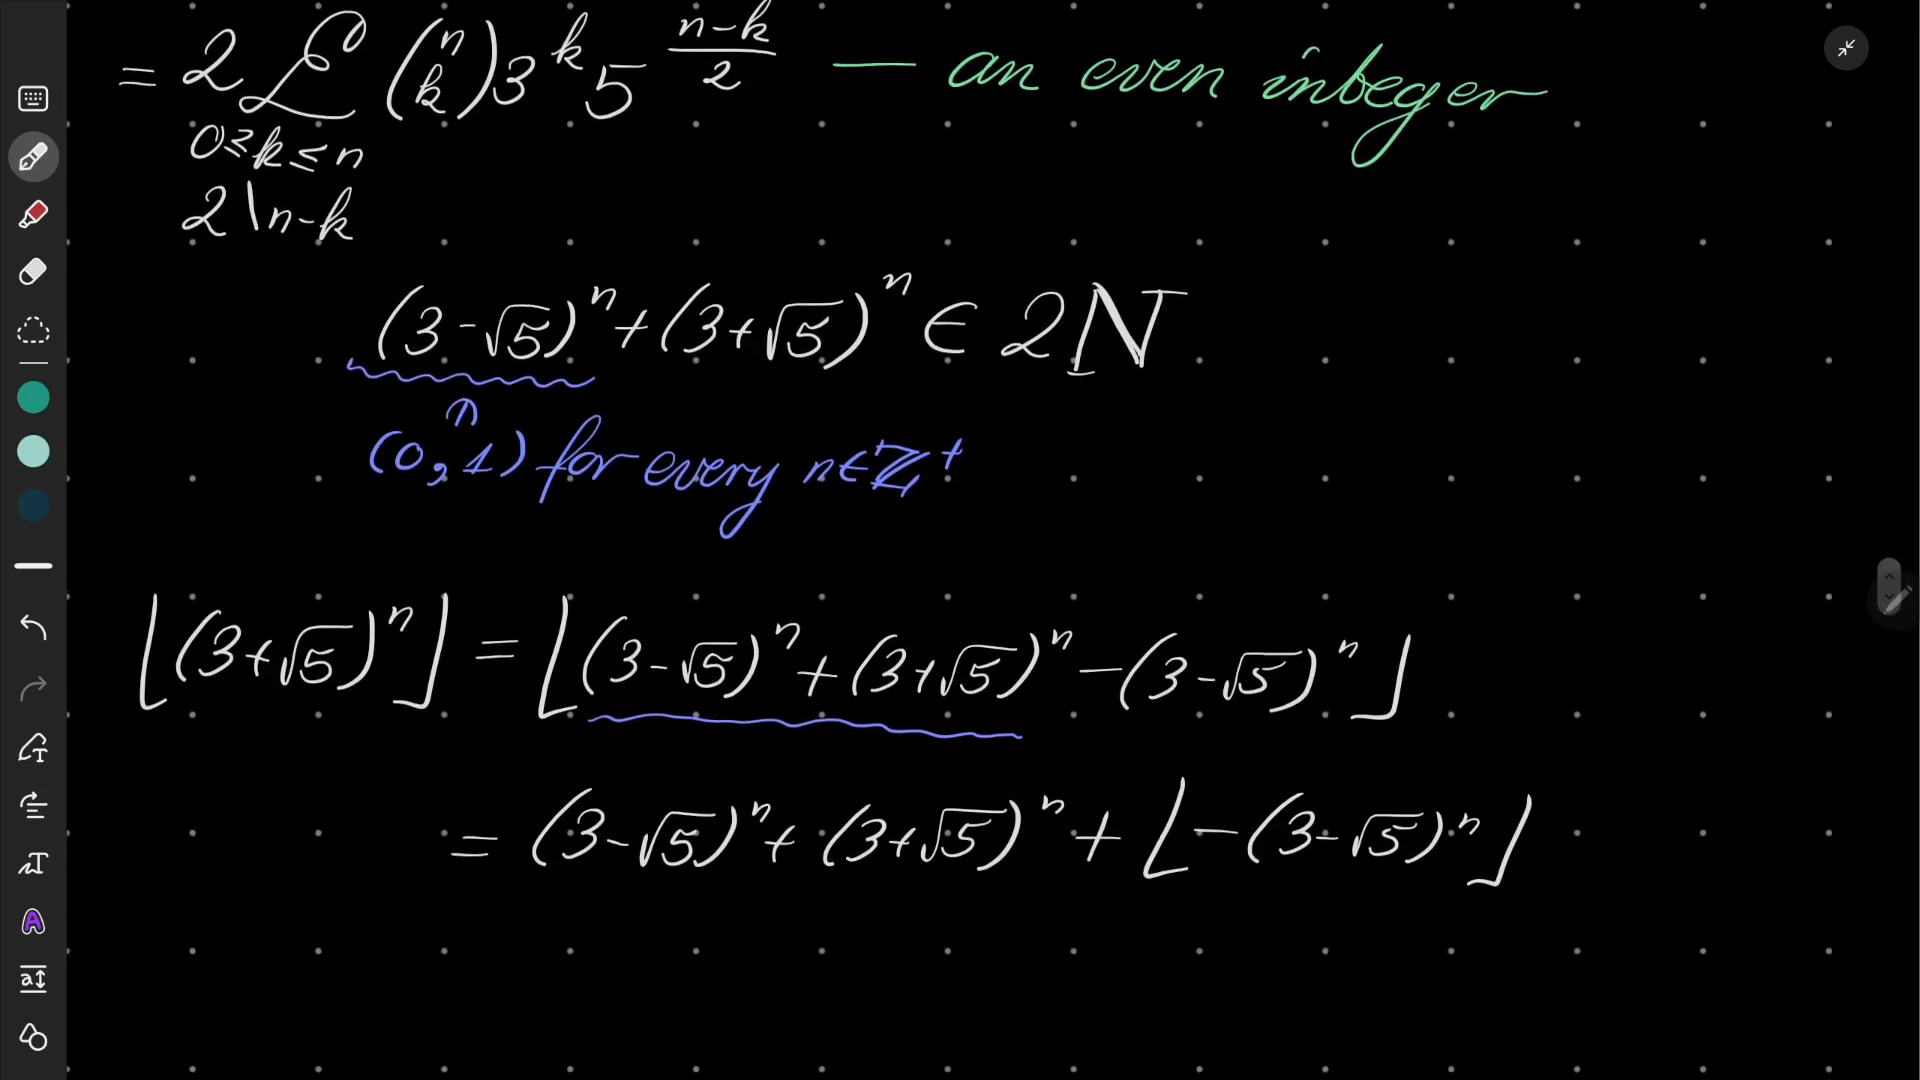 = 2 ∑ (n k) 3^k 5^((n-k)/2) — an even integer
0≤k≤n
2 \ n-k
(3-√5)^n + (3+√5)^n ∈ 2ℕ
(0,1) for every n∈ℤ^+
⌊(3+√5)^n⌋ = ⌊(3-√5)^n + (3+√5)^n - (3-√5)^n⌋
= (3-√5)^n + (3+√5)^n + ⌊-(3-√5)^n⌋